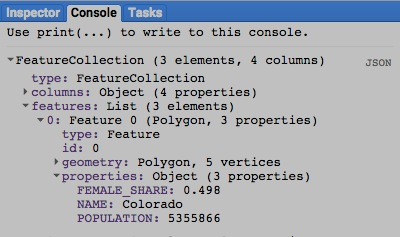 Inspector Console Tasks
Use print(...) to write to this console.
FeatureCollection (3 elements, 4 columns) JSON
type: FeatureCollection
columns: Object (4 properties)
features: List (3 elements)
0: Feature 0 (Polygon, 3 properties)
type: Feature
id: 0
geometry: Polygon, 5 vertices
properties: Object (3 properties)
FEMALE_SHARE: 0.498
NAME: Colorado
POPULATION: 5355866